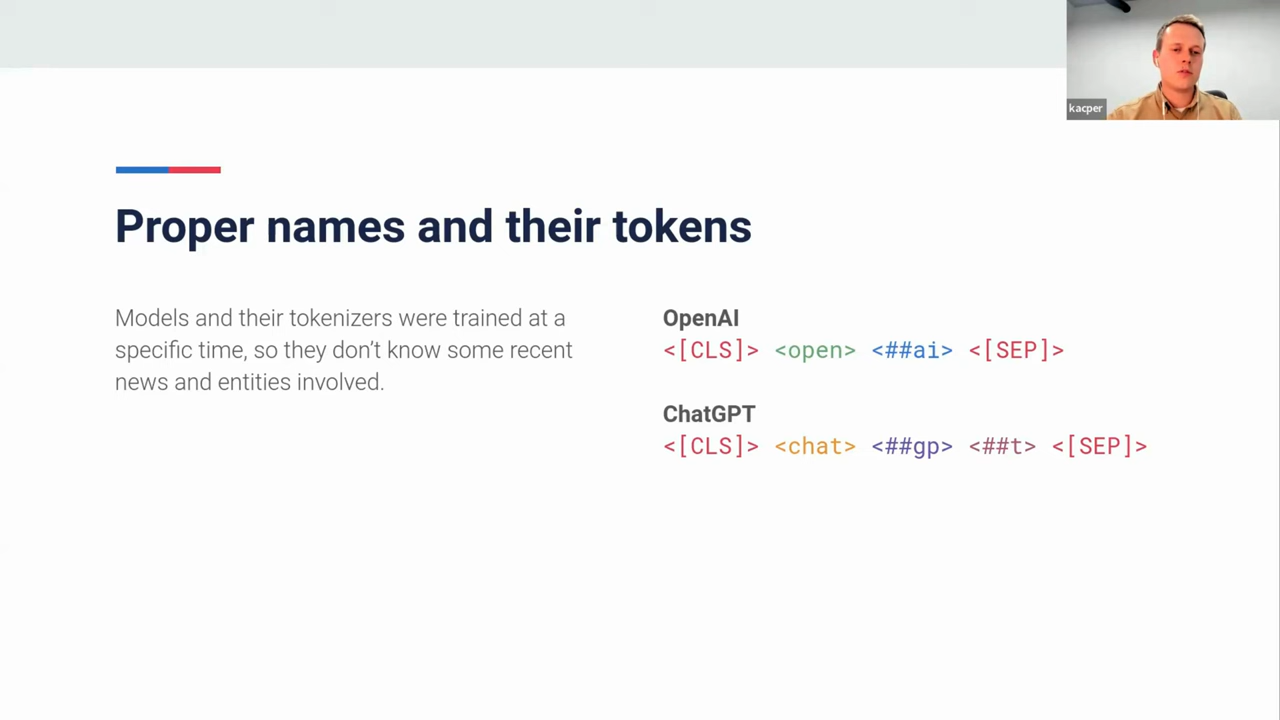 kacper
Proper names and their tokens
Models and their tokenizers were trained at a
specific time, so they don’t know some recent
news and entities involved.
OpenAI
<[CLS]> <open> <##ai> <[SEP]>
ChatGPT
<[CLS]> <chat> <##gp> <##t> <[SEP]>